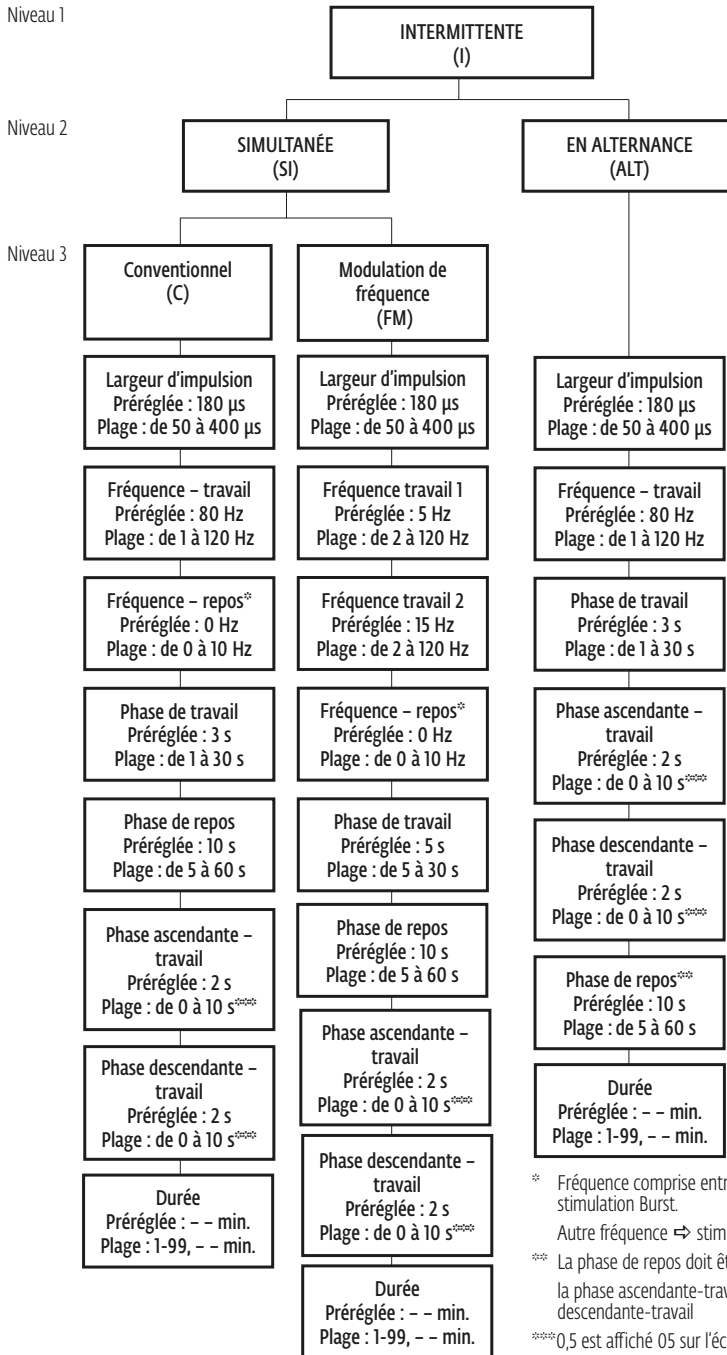 Niveau 1
INTERMITTENTE
(I)
Niveau 2
SIMULTANÉE
(SI)
EN ALTERNANCE
(ALT)
Niveau 3
Conventionnel
(C)
Largeur d'impulsion
Préréglée : 180 µs
Plage : de 50 à 400 µs
Fréquence – travail
Préréglée : 80 Hz
Plage : de 1 à 120 Hz
Fréquence – repos*
Préréglée : 0 Hz
Plage : de 0 à 10 Hz
Phase de travail
Préréglée : 3 s
Plage : de 1 à 30 s
Phase de repos
Préréglée : 10 s
Plage : de 5 à 60 s
Phase ascendante –
travail
Préréglée : 2 s
Plage : de 0 à 10 s***
Phase descendante –
travail
Préréglée : 2 s
Plage : de 0 à 10 s***
Durée
Préréglée : – – min.
Plage : 1-99, – – min.
Modulation de
fréquence
(FM)
Largeur d'impulsion
Préréglée : 180 µs
Plage : de 50 à 400 µs
Fréquence travail 1
Préréglée : 5 Hz
Plage : de 2 à 120 Hz
Fréquence travail 2
Préréglée : 15 Hz
Plage : de 2 à 120 Hz
Fréquence – repos*
Préréglée : 0 Hz
Plage : de 0 à 10 Hz
Phase de travail
Préréglée : 5 s
Plage : de 5 à 30 s
Phase de repos
Préréglée : 10 s
Plage : de 5 à 60 s
Phase ascendante –
travail
Préréglée : 2 s
Plage : de 0 à 10 s***
Phase descendante –
travail
Préréglée : 2 s
Plage : de 0 à 10 s***
Durée
Préréglée : – – min.
Plage : 1-99, – – min.
Largeur d'impulsion
Préréglée : 180 µs
Plage : de 50 à 400 µs
Fréquence – travail
Préréglée : 80 Hz
Plage : de 1 à 120 Hz
Phase de travail
Préréglée : 3 s
Plage : de 1 à 30 s
Phase ascendante –
travail
Préréglée : 2 s
Plage : de 0 à 10 s***
Phase descendante –
travail
Préréglée : 2 s
Plage : de 0 à 10 s***
Phase de repos**
Préréglée : 10 s
Plage : de 5 à 60 s
Durée
Préréglée : – – min.
Plage : 1-99, – – min.
* Fréquence comprise
stimulation Burst.
Autre fréquence ⇨
** La phase de repos doit
la phase
descendante-travail
***0,5 est affiché 05 sur